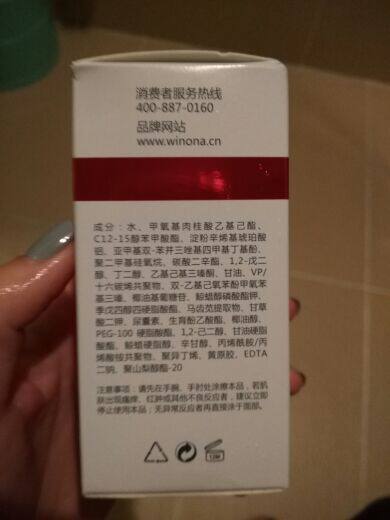 消费者服务热线
400-887-0160
品牌网站
www.winona.cn
成分：水、甲氧基肉桂酸乙基己酯、
C12-15醇苯甲酸酯、淀粉辛烯基琥珀酸
铝、亚甲基双-苯并三唑基四甲基丁基酚、
聚二甲基硅氧烷、碳酸二辛酯、1,2-戊二
醇、丁二醇、乙基己基三嗪酮、甘油、VP/
十六碳烯共聚物、双-乙基己氧苯酚甲氧苯
基三嗪、椰油基葡糖苷、鲸蜡醇磷酸酯钾、
季戊四醇四硬脂酸酯、马齿苋提取物、甘草
酸二钾、尿囊素、生育酚乙酸酯、椰油醇、
PEG-100 硬脂酸酯、1,2-己二醇、甘油硬脂
酸酯、鲸蜡硬脂醇、辛甘醇、丙烯酰胺/丙
烯酸铵共聚物、聚异丁烯、黄原胶、EDTA
二钠、聚山梨醇酯-20
注意事项：请先在手腕、手肘处涂擦本品，若肌
肤出现瘙痒、红肿或其他不良反应者，建议立即
停止使用本品；无异常反应者再直接涂于面部。
12M